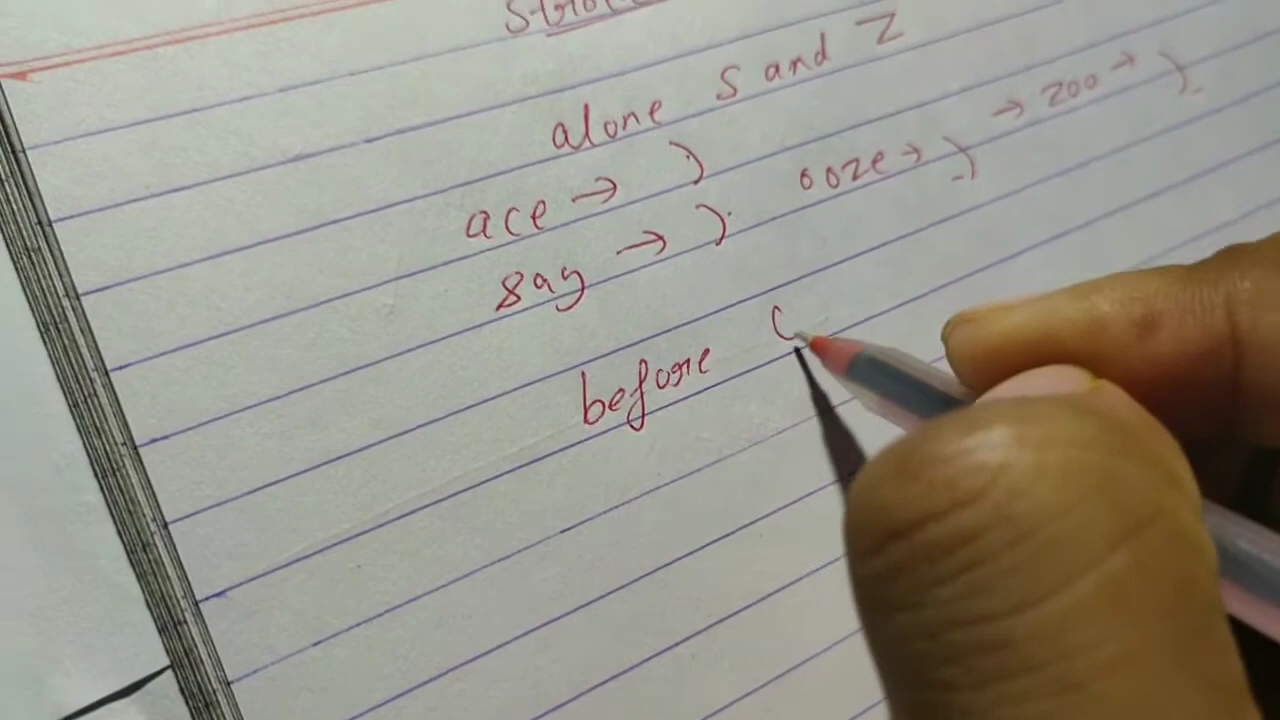 alone S and Z
ace → ) ooze → ) → zoo → )
say → )
before (